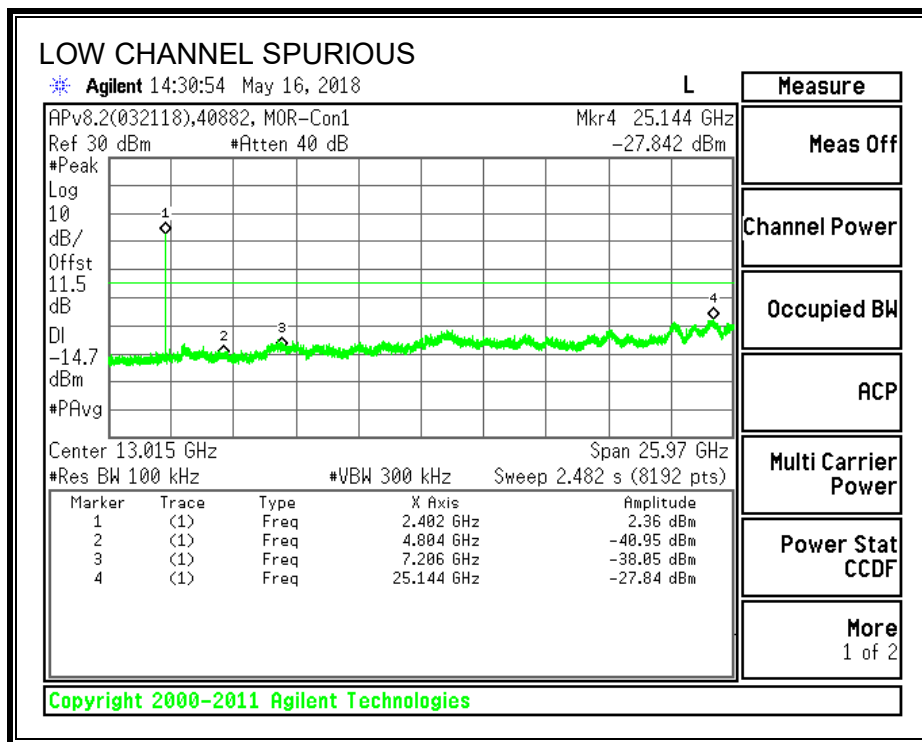 LOW CHANNEL SPURIOUS
Agilent 14:30:54 May 16, 2018 L
APv8.2(032118),40882, MOR-Con1 Mkr4 25.144 GHz
Ref 30 dBm #Atten 40 dB -27.842 dBm
#Peak
Log
10
dB/
Offst
11.5
dB
DI
-14.7
dBm
#PAvg
1
2
3
4
Center 13.015 GHz Span 25.97 GHz
#Res BW 100 kHz #VBW 300 kHz Sweep 2.482 s (8192 pts)
Marker Trace Type X Axis Amplitude
1 (1) Freq 2.402 GHz 2.36 dBm
2 (1) Freq 4.804 GHz -40.95 dBm
3 (1) Freq 7.206 GHz -38.05 dBm
4 (1) Freq 25.144 GHz -27.84 dBm
Measure
Meas Off
Channel Power
Occupied BW
ACP
Multi Carrier
Power
Power Stat
CCDF
More
1 of 2
Copyright 2000-2011 Agilent Technologies